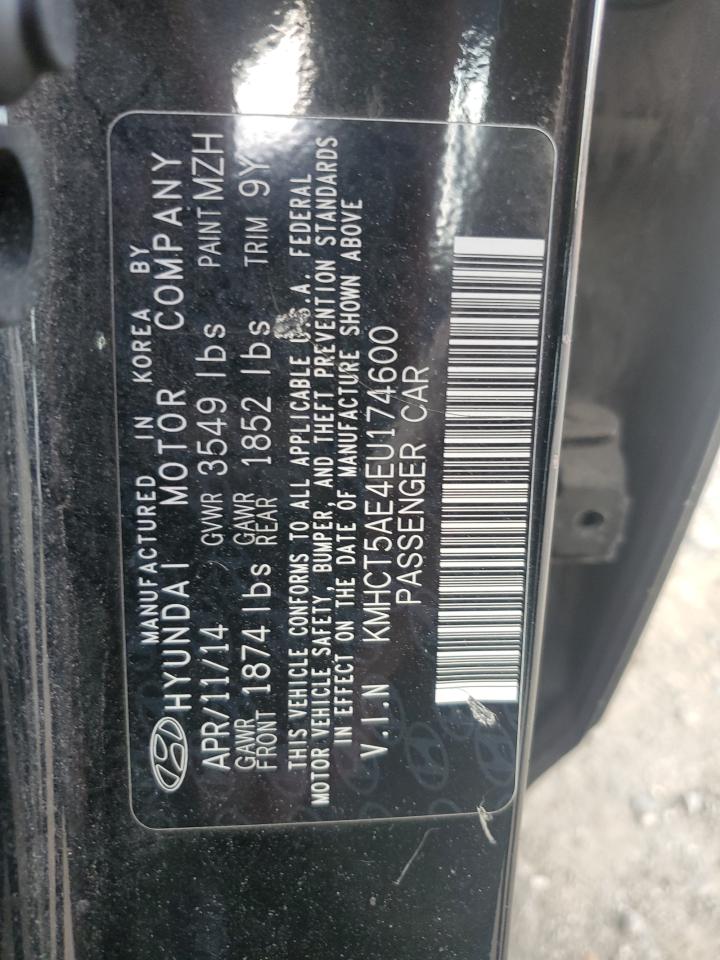 MANUFACTURED IN KOREA BY
HYUNDAI MOTOR COMPANY
APR/11/14 GVWR 3549 lbs PAINT MZH
GAWR FRONT 1874 lbs GAWR REAR 1852 lbs TRIM 9Y
THIS VEHICLE CONFORMS TO ALL APPLICABLE U.S.A. FEDERAL
MOTOR VEHICLE SAFETY, BUMPER, AND THEFT PREVENTION STANDARDS
IN EFFECT ON THE DATE OF MANUFACTURE SHOWN ABOVE
V.I.N KMHCT5AE4EU174600
PASSENGER CAR